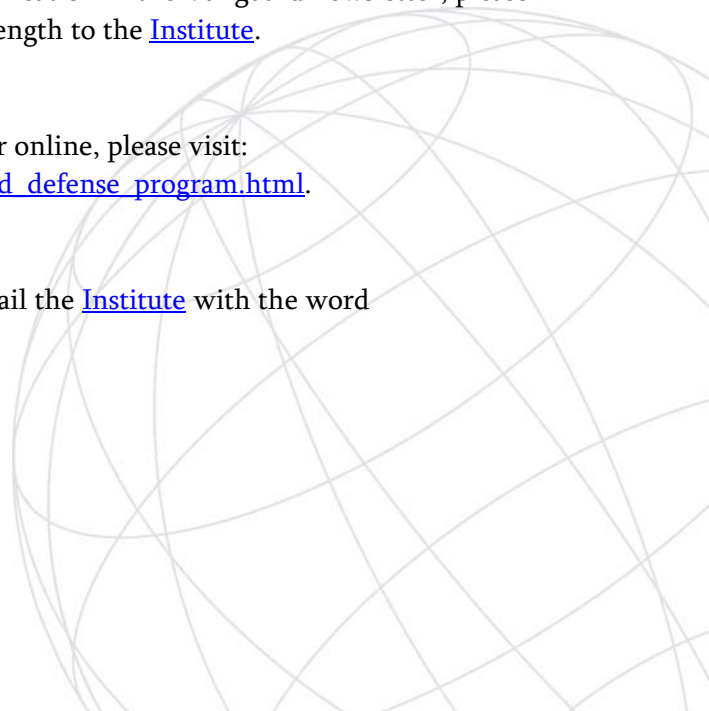 ength to the Institute.
r online, please visit:
d_defense_program.html.
ail the Institute with the word